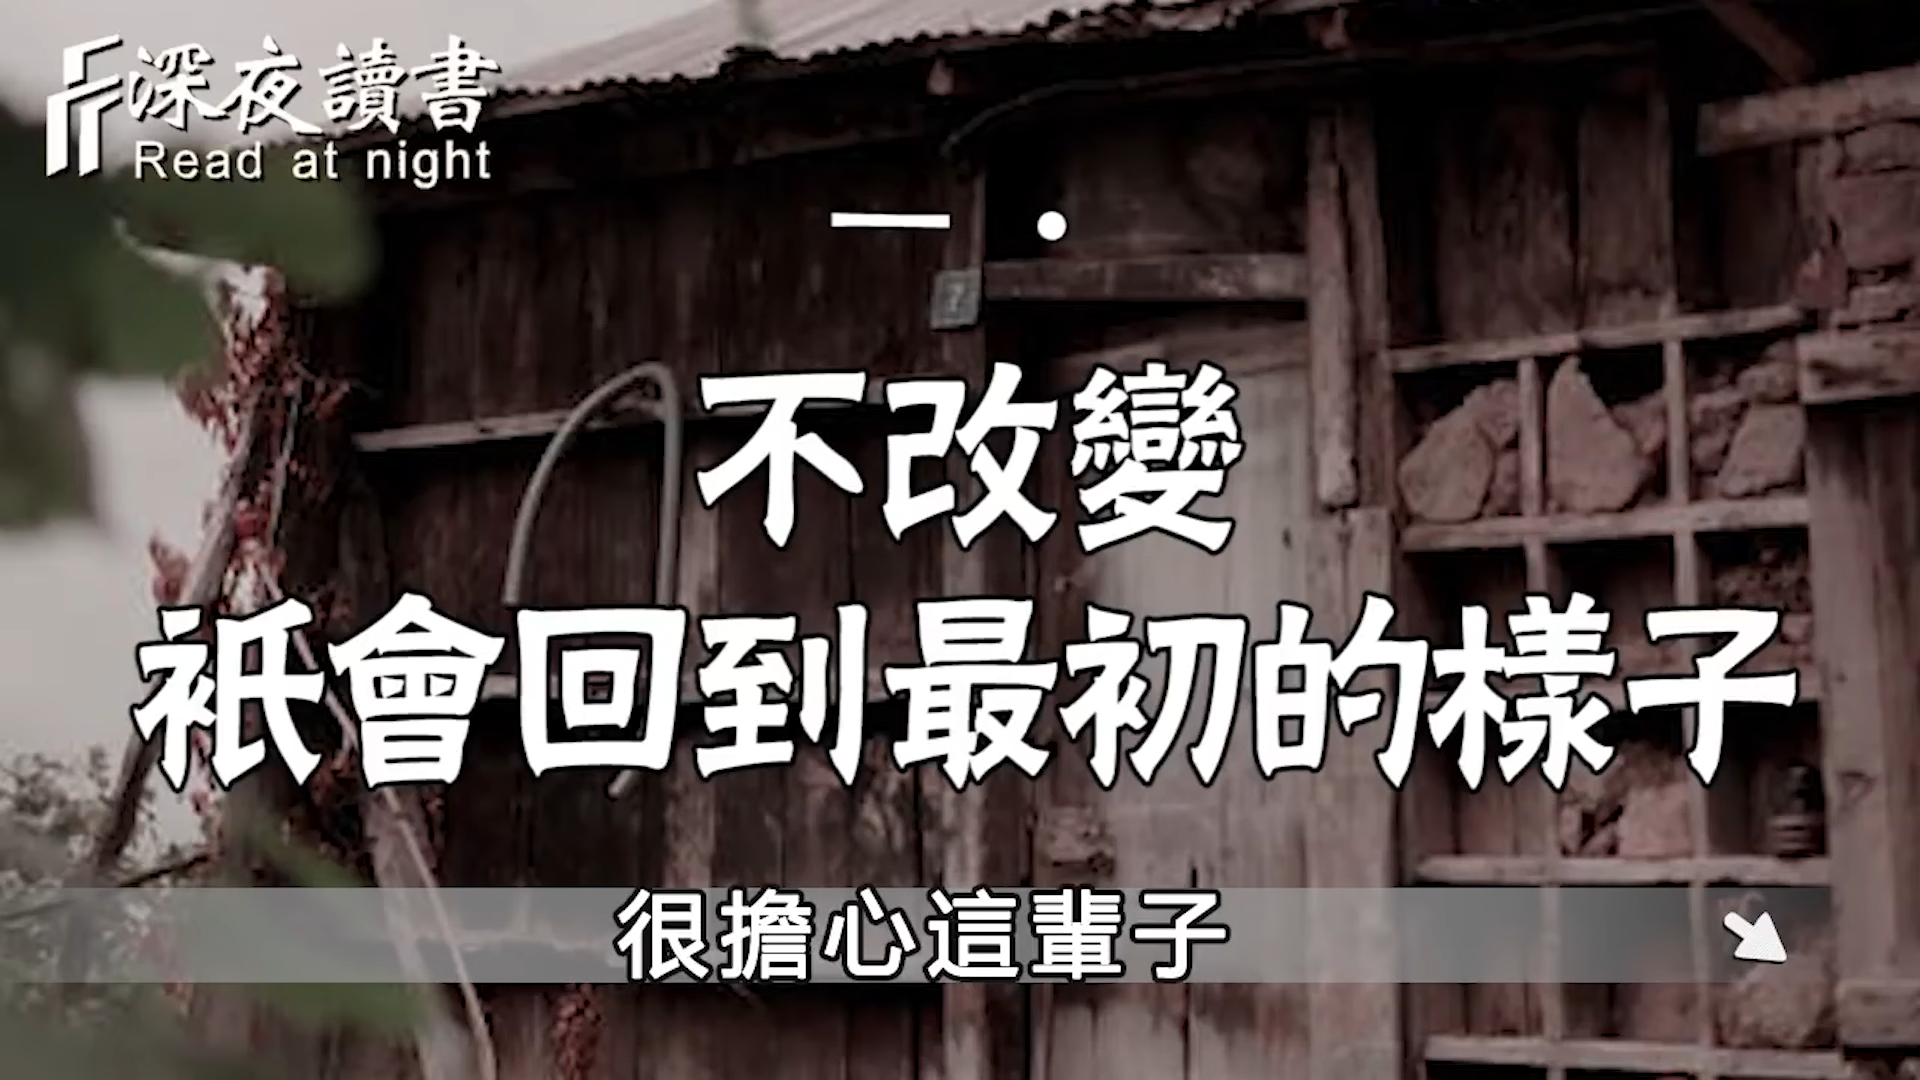 深夜讀書
Read at night
一·
不改變
衹會回到最初的樣子
很擔心這輩子